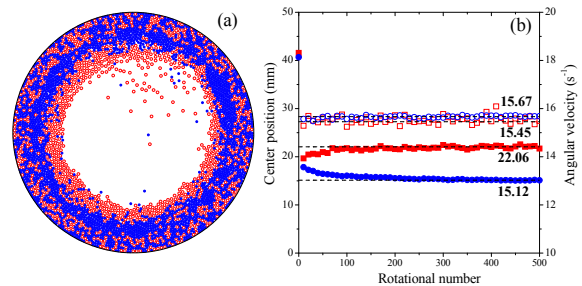 (a)
(b)
Center position (mm)
50
40
30
20
10
0
15.67
15.45
22.06
15.12
20
18
16
14
12
10
Angular velocity (s⁻¹)
0 100 200 300 400 500
Rotational number